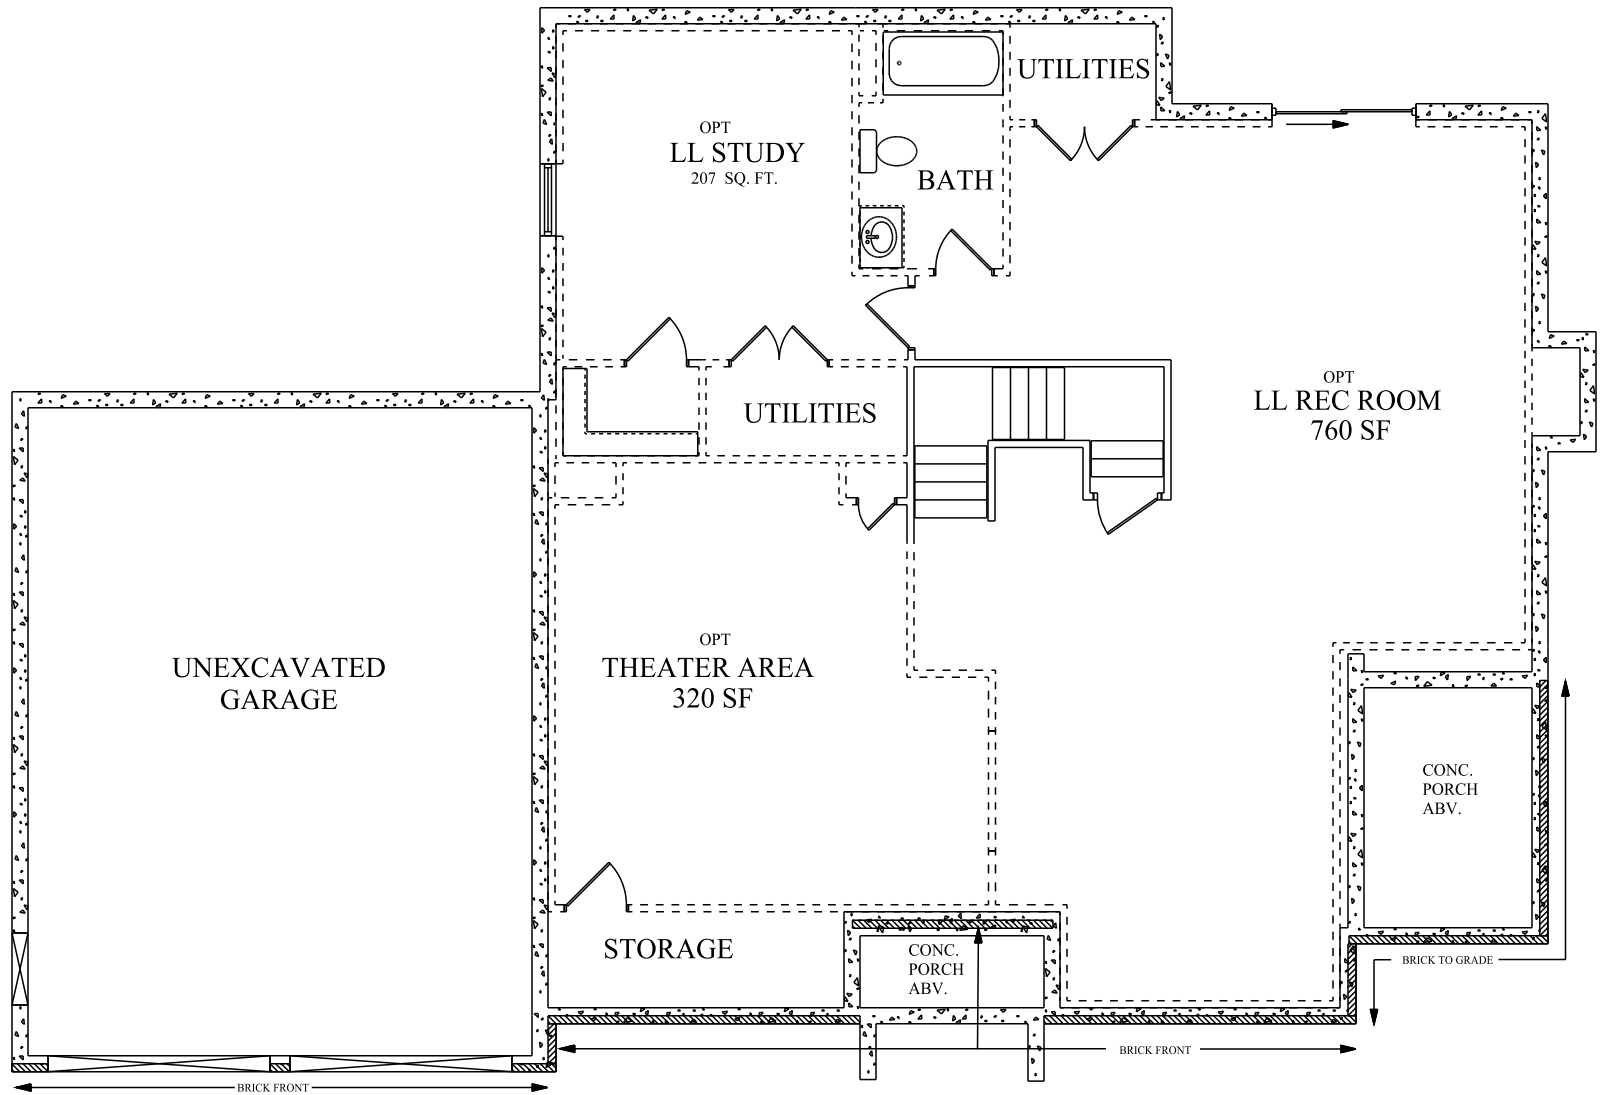 UTILITIES
OPT
LL STUDY
207 SQ. FT.
BATH
OPT
LL REC ROOM
760 SF
UTILITIES
OPT
THEATER AREA
320 SF
UNEXCAVATED
GARAGE
CONC.
PORCH
ABV.
STORAGE
CONC.
PORCH
ABV.
BRICK TO GRADE
BRICK FRONT
BRICK FRONT